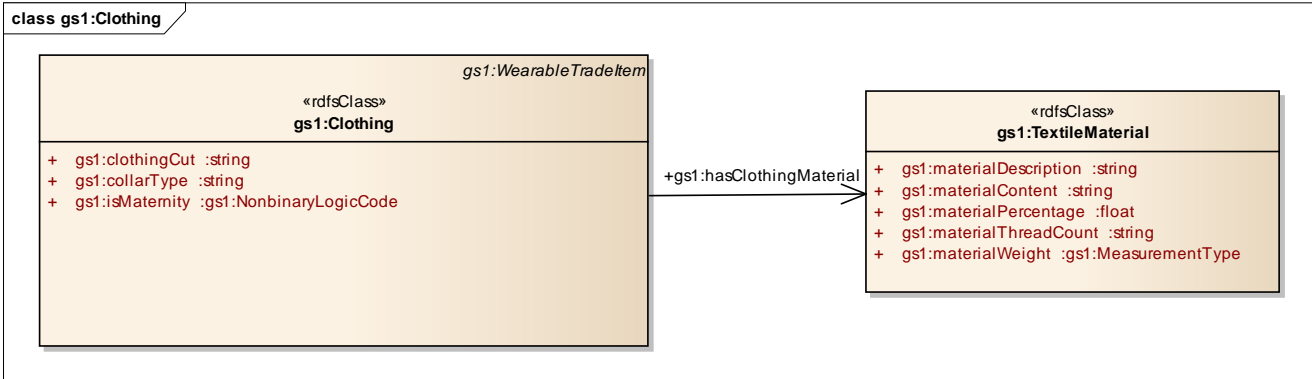 class gs1:Clothing
gs1:WearableTradeItem
«rdfsClass»
gs1:Clothing
+ gs1:clothingCut :string
+ gs1:collarType :string
+ gs1:isMaternity :gs1:NonbinaryLogicCode
+gs1:hasClothingMaterial
«rdfsClass»
gs1:TextileMaterial
+ gs1:materialDescription :string
+ gs1:materialContent :string
+ gs1:materialPercentage :float
+ gs1:materialThreadCount :string
+ gs1:materialWeight :gs1:MeasurementType